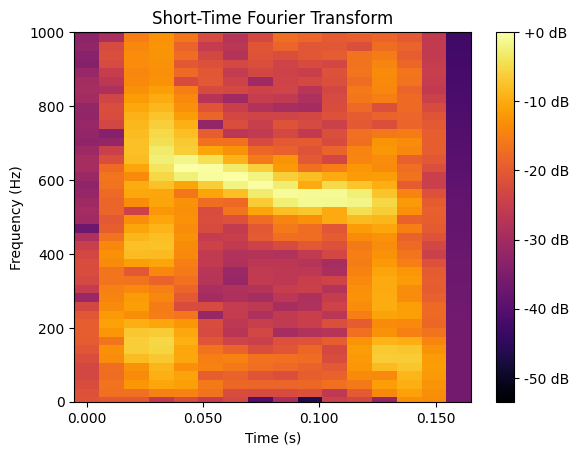 Short-Time Fourier Transform
1000
800
600
400
200
0
Frequency (Hz)
0.000
0.050
0.100
0.150
Time (s)
+0 dB
-10 dB
-20 dB
-30 dB
-40 dB
-50 dB